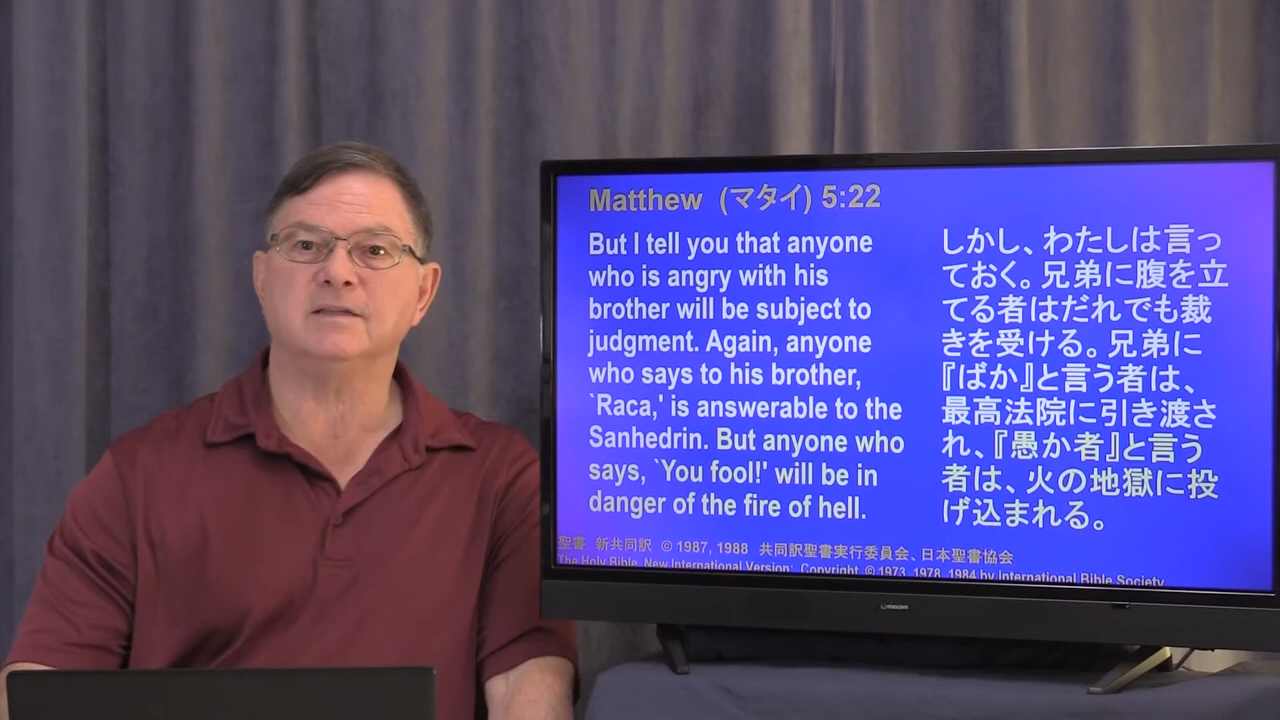 Matthew (マタイ) 5:22
But I tell you that anyone
who is angry with his
brother will be subject to
judgment. Again, anyone
who says to his brother,
`Raca,' is answerable to the
Sanhedrin. But anyone who
says, `You fool!' will be in
danger of the fire of hell.
しかし、わたしは言っ
ておく。兄弟に腹を立
てる者はだれでも裁
きを受ける。兄弟に
『ばか』と言う者は、
最高法院に引き渡さ
れ、『愚か者』と言う
者は、火の地獄に投
げ込まれる。
聖書 新共同訳 © 1987, 1988 共同訳聖書実行委員会、日本聖書協会
The Holy Bible, New International Version: Copyright © 1973, 1978, 1984 by International Bible Society